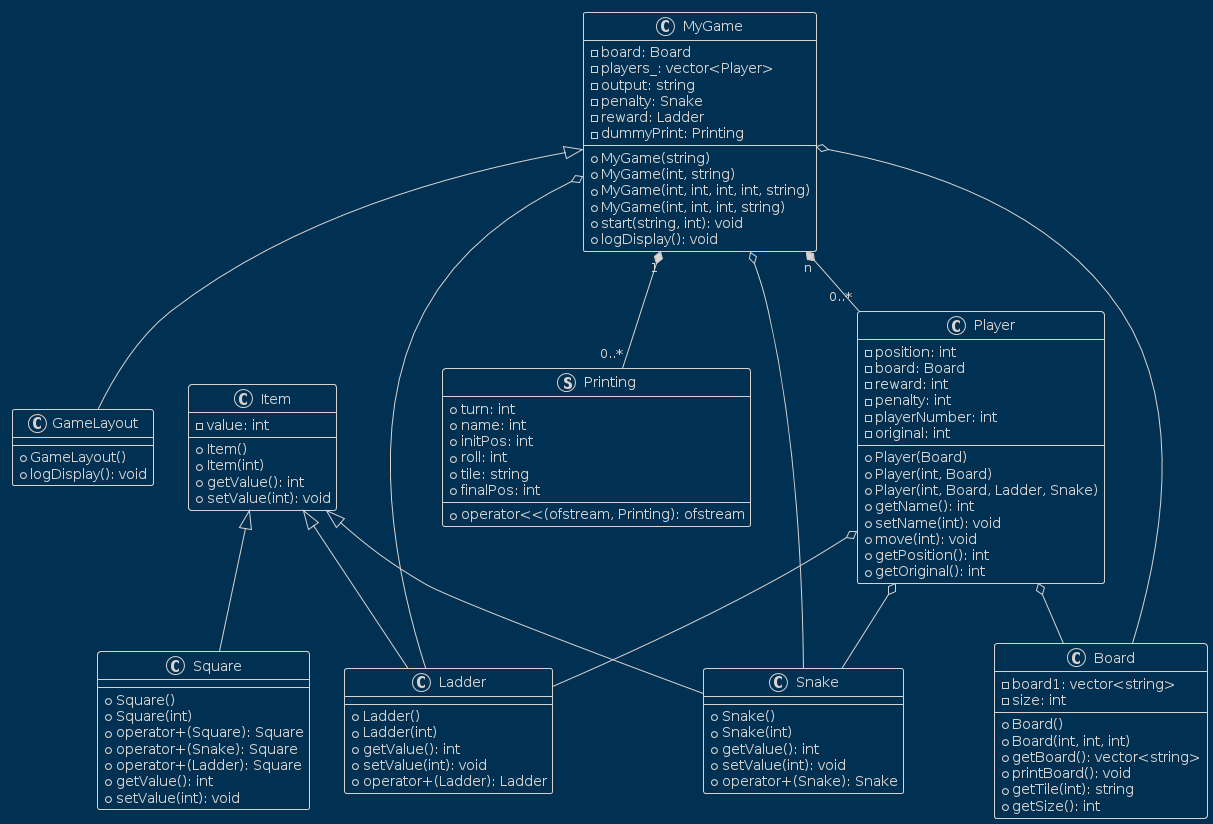 C MyGame
board: Board
players_: vector<Player>
output: string
penalty: Snake
reward: Ladder
dummyPrint: Printing
MyGame(string)
MyGame(int, string)
MyGame(int, int, int, int, string)
MyGame(int, int, int, string)
start(string, int): void
logDisplay(): void
1
n
0..*
0..*
C Player
position: int
board: Board
reward: int
penalty: int
playerNumber: int
original: int
Player(Board)
Player(int, Board)
Player(int, Board, Ladder, Snake)
getName(): int
setName(int): void
move(int): void
getPosition(): int
getOriginal(): int
S Printing
turn: int
name: int
initPos: int
roll: int
tile: string
finalPos: int
operator<<(ofstream, Printing): ofstream
C Item
value: int
Item()
Item(int)
getValue(): int
setValue(int): void
C GameLayout
GameLayout()
logDisplay(): void
C Square
Square()
Square(int)
operator+(Square): Square
operator+(Snake): Square
operator+(Ladder): Square
getValue(): int
setValue(int): void
C Ladder
Ladder()
Ladder(int)
getValue(): int
setValue(int): void
operator+(Ladder): Ladder
C Snake
Snake()
Snake(int)
getValue(): int
setValue(int): void
operator+(Snake): Snake
C Board
board1: vector<string>
size: int
Board()
Board(int, int, int)
getBoard(): vector<string>
printBoard(): void
getTile(int): string
getSize(): int